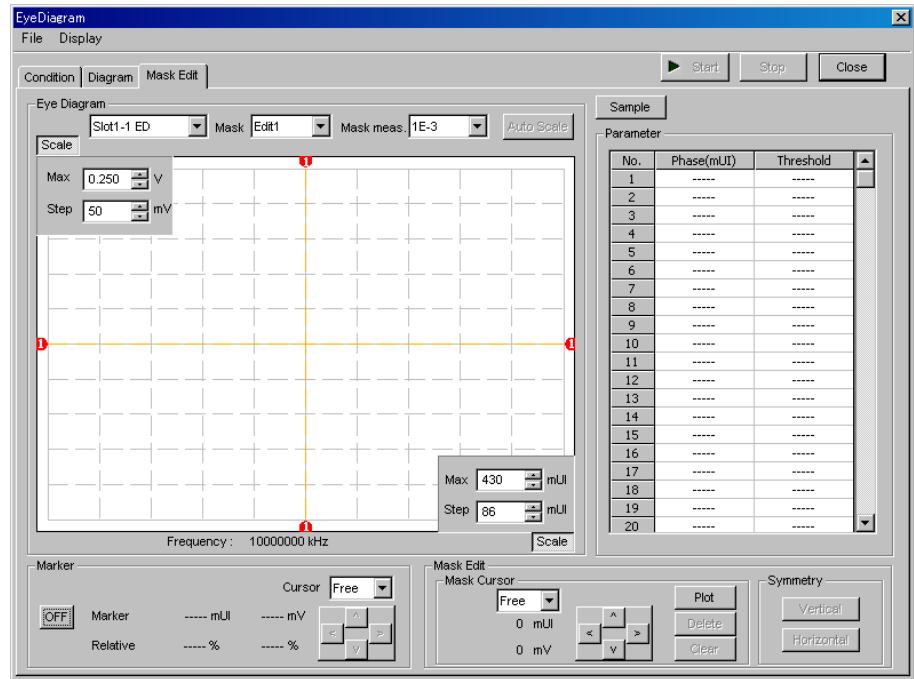 EyeDiagram
File Display
Start Stop Close
Condition Diagram Mask Edit
Eye Diagram
Slot1-1 ED Mask Edit1 Mask meas. 1E-3 Auto Scale
Scale
Max 0.250 V
Step 50 mV
1
1
1
1
Max 430 mUI
Step 86 mUI
Frequency : 10000000 kHz
Scale
Sample
Parameter
No. Phase(mUI) Threshold
1 ----- -----
2 ----- -----
3 ----- -----
4 ----- -----
5 ----- -----
6 ----- -----
7 ----- -----
8 ----- -----
9 ----- -----
10 ----- -----
11 ----- -----
12 ----- -----
13 ----- -----
14 ----- -----
15 ----- -----
16 ----- -----
17 ----- -----
18 ----- -----
19 ----- -----
20 ----- -----
Marker
Cursor Free
OFF Marker ----- mUI ----- mV
Relative ----- % ----- %
^
< >
v
Mask Edit
Mask Cursor
Free
0 mUI
0 mV
^
< >
v
Plot
Delete
Clear
Symmetry
Vertical
Horizontal